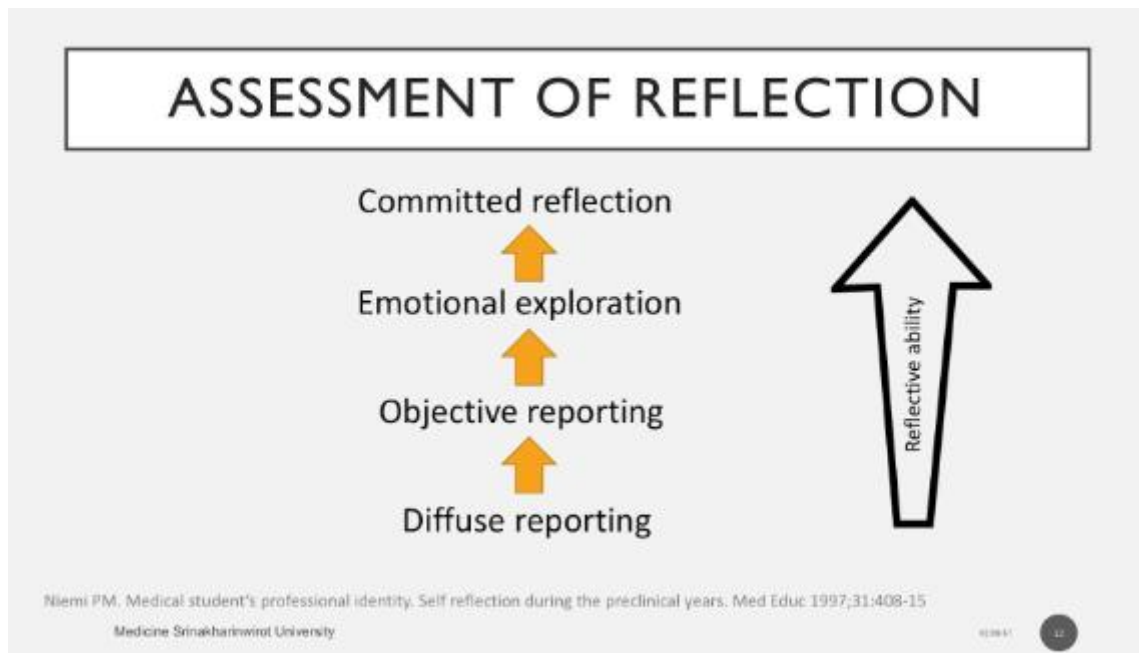 ASSESSMENT OF REFLECTION
Committed reflection
Emotional exploration
Objective reporting
Diffuse reporting
Reflective ability
Niemi PM. Medical student's professional identity. Self reflection during the preclinical years. Med Educ 1997;31:408-15
Medicine Srinakharinwirot University